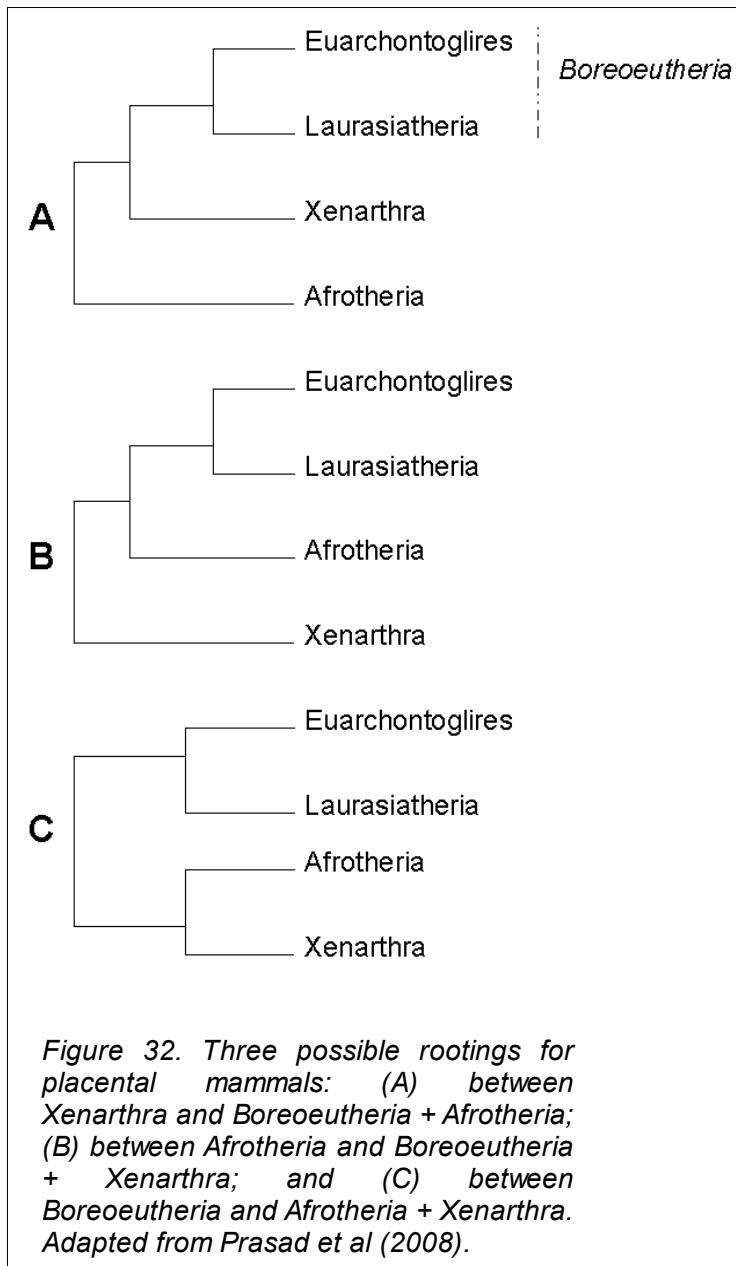 Euarchontoglires
Boreoeutheria
Laurasiatheria
A
Xenarthra
Afrotheria
Euarchontoglires
Laurasiatheria
B
Afrotheria
Xenarthra
Euarchontoglires
Laurasiatheria
C
Afrotheria
Xenarthra
Figure 32. Three possible rootings for
placental mammals: (A) between
Xenarthra and Boreoeutheria + Afrotheria;
(B) between Afrotheria and Boreoeutheria
+ Xenarthra; and (C) between
Boreoeutheria and Afrotheria + Xenarthra.
Adapted from Prasad et al (2008).